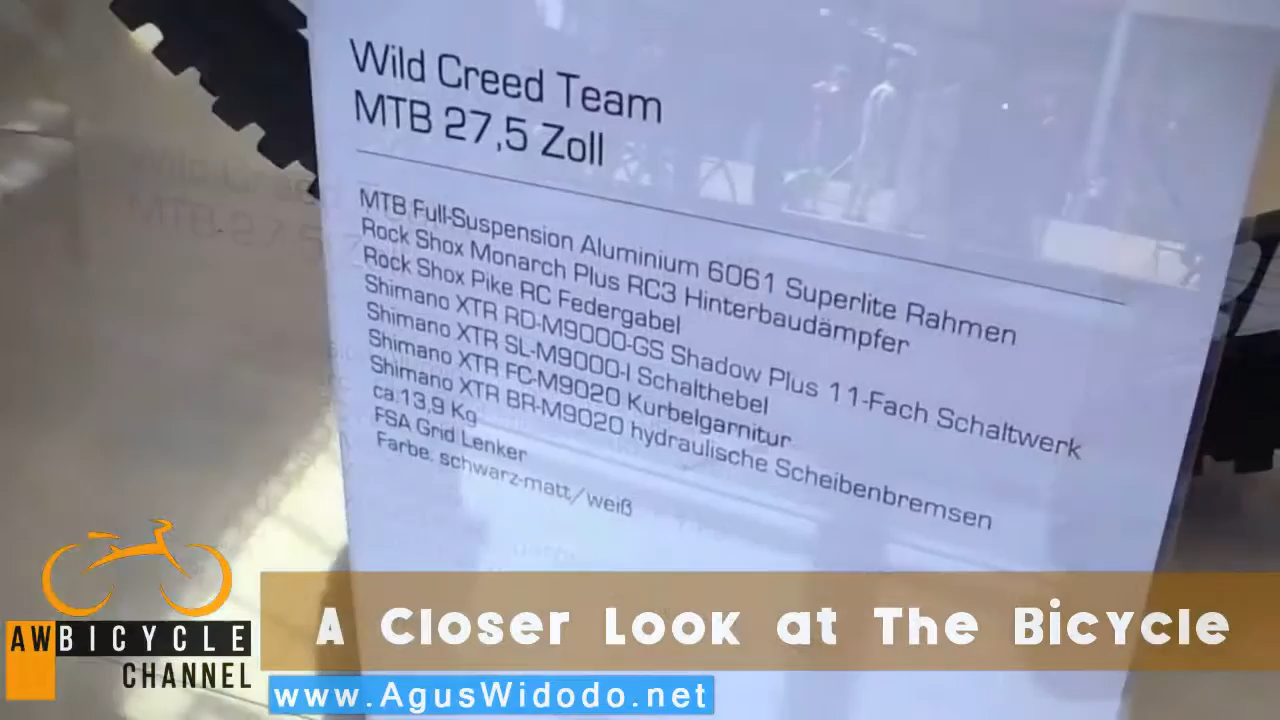 Wild Creed Team
MTB 27,5 Zoll
MTB Full-Suspension Aluminium 6061 Superlite Rahmen
Rock Shox Monarch Plus RC3 Hinterbaudämpfer
Rock Shox Pike RC Federgabel
Shimano XTR RD-M9000-GS Shadow Plus 11-Fach Schaltwerk
Shimano XTR SL-M9000-I Schalthebel
Shimano XTR FC-M9020 Kurbelgarnitur
Shimano XTR BR-M9020 hydraulische Scheibenbremsen
ca.13,9 Kg
FSA Grid Lenker
Farbe: schwarz-matt/weiß
A Closer Look at The Bicycle
AWBICYCLE
CHANNEL
www.AgusWidodo.net